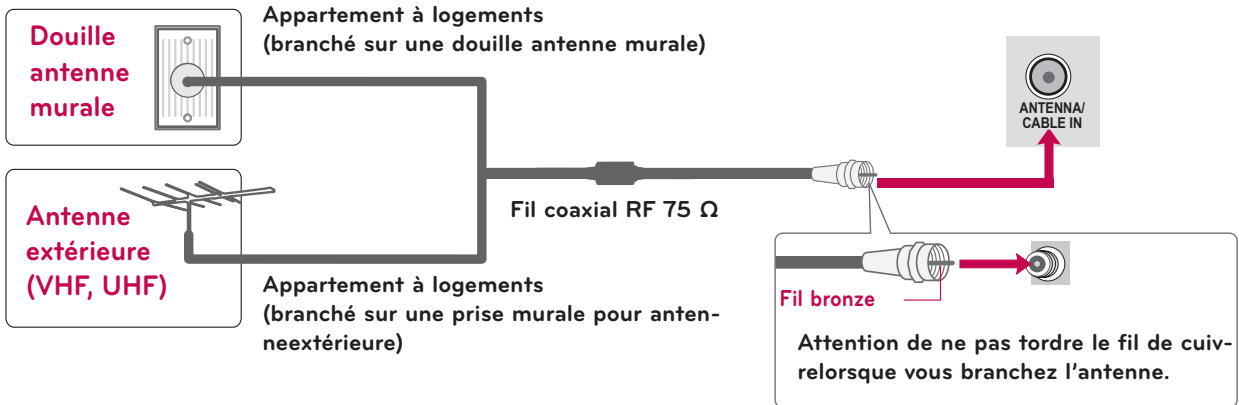 Douille
antenne
murale
Appartement à logements
(branché sur une douille antenne murale)
ANTENNA/
CABLE IN
Antenne
extérieure
(VHF, UHF)
Fil coaxial RF 75 Ω
Appartement à logements
(branché sur une prise murale pour anten-
neextérieure)
Fil bronze
Attention de ne pas tordre le fil de cuiv-
relorsque vous branchez l'antenne.